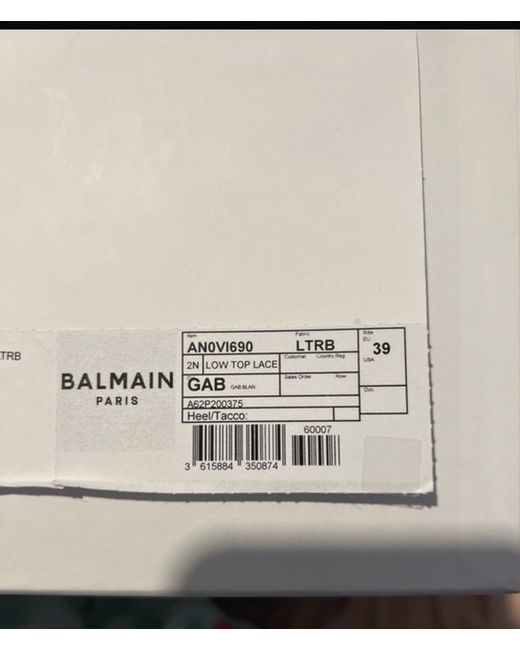 LTRB
BALMAIN
PARIS
Item
AN0VI690
Fabric
LTRB
2N LOW TOP LACE
Customer Country Reg
GAB GAB BLAN
Sales Order Row
A62P200375
Heel/Tacco:
Size
EU
39
USA
Dim.
60007
3 615884 350874